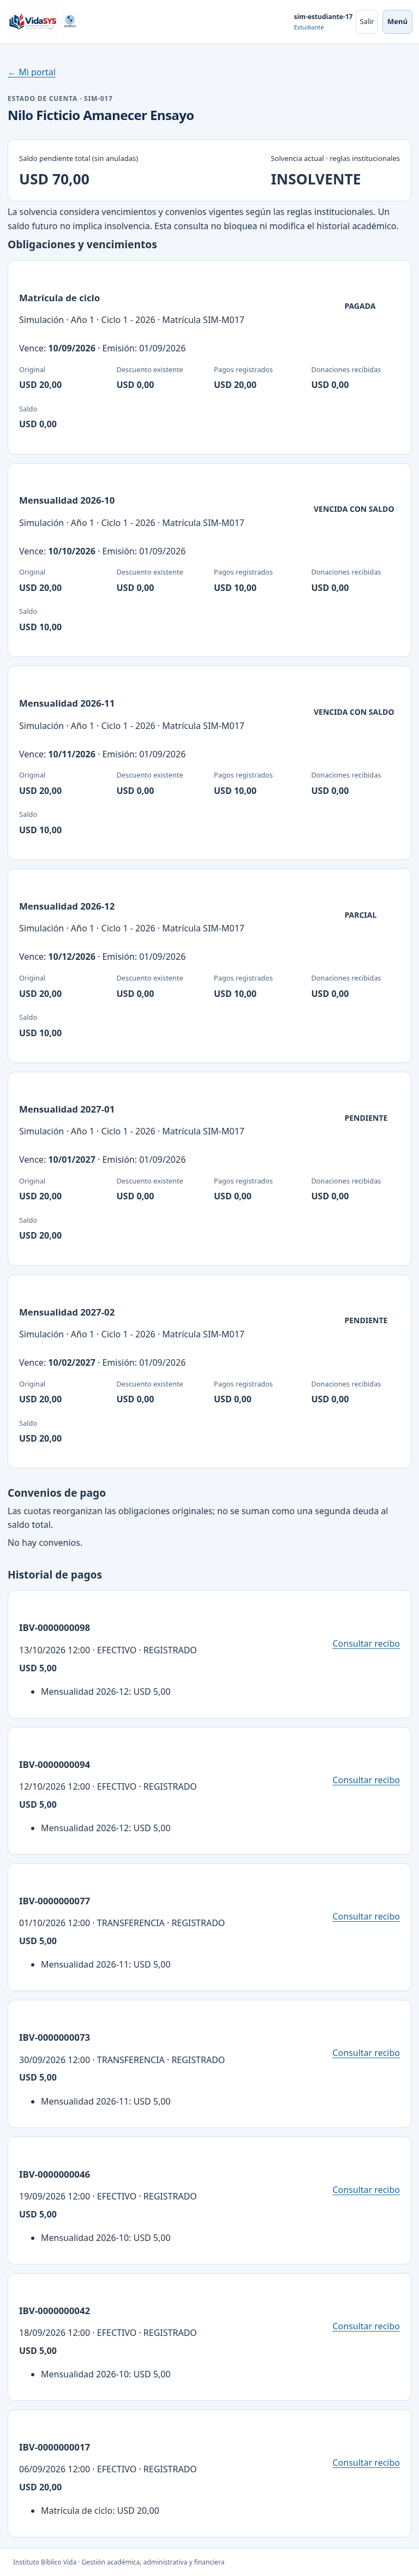 VidaSYS
sim-estudiante-17
Estudiante
Salir
Menú
← Mi portal
ESTADO DE CUENTA · SIM-017
Nilo Ficticio Amanecer Ensayo
Saldo pendiente total (sin anuladas)
USD 70,00
Solvencia actual · reglas institucionales
INSOLVENTE
La solvencia considera vencimientos y convenios vigentes según las reglas institucionales. Un
saldo futuro no implica insolvencia. Esta consulta no bloquea ni modifica el historial académico.
Obligaciones y vencimientos
Matrícula de ciclo
PAGADA
Simulación · Año 1 · Ciclo 1 - 2026 · Matrícula SIM-M017
Vence: 10/09/2026 · Emisión: 01/09/2026
Original Descuento existente Pagos registrados Donaciones recibidas
USD 20,00 USD 0,00 USD 20,00 USD 0,00
Saldo
USD 0,00
Mensualidad 2026-10
VENCIDA CON SALDO
Simulación · Año 1 · Ciclo 1 - 2026 · Matrícula SIM-M017
Vence: 10/10/2026 · Emisión: 01/09/2026
Original Descuento existente Pagos registrados Donaciones recibidas
USD 20,00 USD 0,00 USD 10,00 USD 0,00
Saldo
USD 10,00
Mensualidad 2026-11
VENCIDA CON SALDO
Simulación · Año 1 · Ciclo 1 - 2026 · Matrícula SIM-M017
Vence: 10/11/2026 · Emisión: 01/09/2026
Original Descuento existente Pagos registrados Donaciones recibidas
USD 20,00 USD 0,00 USD 10,00 USD 0,00
Saldo
USD 10,00
Mensualidad 2026-12
PARCIAL
Simulación · Año 1 · Ciclo 1 - 2026 · Matrícula SIM-M017
Vence: 10/12/2026 · Emisión: 01/09/2026
Original Descuento existente Pagos registrados Donaciones recibidas
USD 20,00 USD 0,00 USD 10,00 USD 0,00
Saldo
USD 10,00
Mensualidad 2027-01
PENDIENTE
Simulación · Año 1 · Ciclo 1 - 2026 · Matrícula SIM-M017
Vence: 10/01/2027 · Emisión: 01/09/2026
Original Descuento existente Pagos registrados Donaciones recibidas
USD 20,00 USD 0,00 USD 0,00 USD 0,00
Saldo
USD 20,00
Mensualidad 2027-02
PENDIENTE
Simulación · Año 1 · Ciclo 1 - 2026 · Matrícula SIM-M017
Vence: 10/02/2027 · Emisión: 01/09/2026
Original Descuento existente Pagos registrados Donaciones recibidas
USD 20,00 USD 0,00 USD 0,00 USD 0,00
Saldo
USD 20,00
Convenios de pago
Las cuotas reorganizan las obligaciones originales; no se suman como una segunda deuda al
saldo total.
No hay convenios.
Historial de pagos
IBV-0000000098
Consultar recibo
13/10/2026 12:00 · EFECTIVO · REGISTRADO
USD 5,00
• Mensualidad 2026-12: USD 5,00
IBV-0000000094
Consultar recibo
12/10/2026 12:00 · EFECTIVO · REGISTRADO
USD 5,00
• Mensualidad 2026-12: USD 5,00
IBV-0000000077
Consultar recibo
01/10/2026 12:00 · TRANSFERENCIA · REGISTRADO
USD 5,00
• Mensualidad 2026-11: USD 5,00
IBV-0000000073
Consultar recibo
30/09/2026 12:00 · TRANSFERENCIA · REGISTRADO
USD 5,00
• Mensualidad 2026-11: USD 5,00
IBV-0000000046
Consultar recibo
19/09/2026 12:00 · EFECTIVO · REGISTRADO
USD 5,00
• Mensualidad 2026-10: USD 5,00
IBV-0000000042
Consultar recibo
18/09/2026 12:00 · EFECTIVO · REGISTRADO
USD 5,00
• Mensualidad 2026-10: USD 5,00
IBV-0000000017
Consultar recibo
06/09/2026 12:00 · EFECTIVO · REGISTRADO
USD 20,00
• Matrícula de ciclo: USD 20,00
Instituto Bíblico Vida · Gestión académica, administrativa y financiera